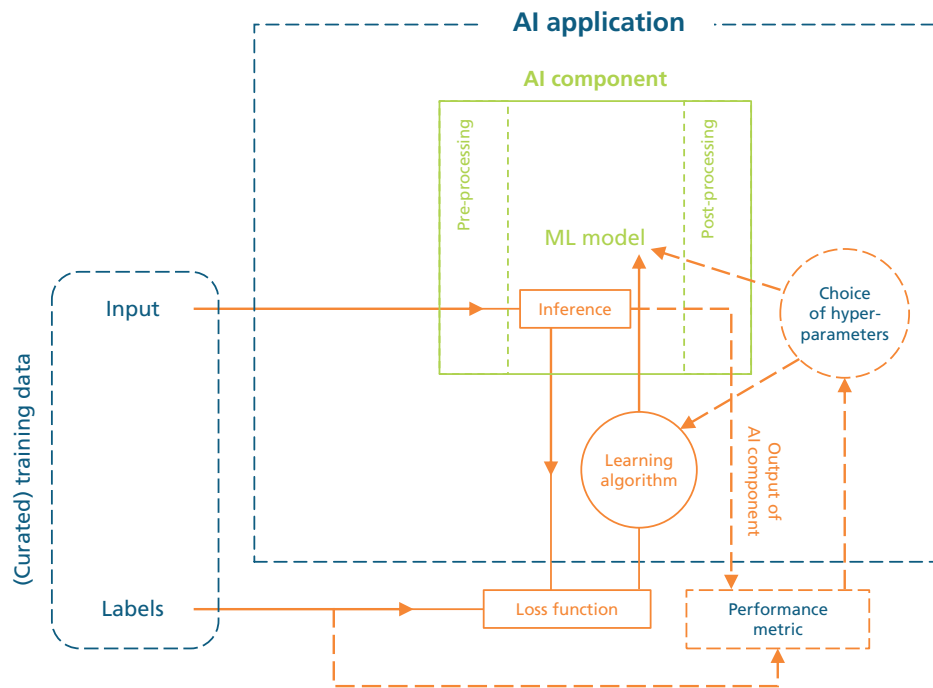 AI application
AI component
Pre-processing
Post-processing
ML model
Input
Inference
Choice
of hyper-
parameters
(Curated) training data
Learning
algorithm
Output of
AI component
Labels
Loss function
Performance
metric